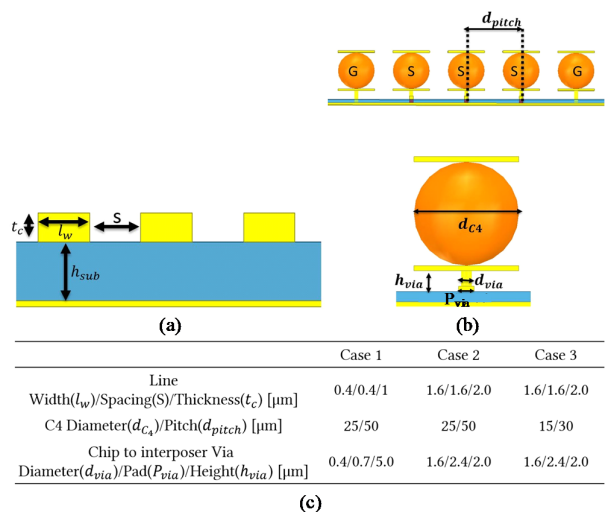 d_pitch
G S S S G
t_c l_w S
h_sub
d_C4
h_via d_via
P_via
(a) (b)
Case 1 Case 2 Case 3
Line
Width(l_w)/Spacing(S)/Thickness(t_c) [μm] 0.4/0.4/1 1.6/1.6/2.0 1.6/1.6/2.0
C4 Diameter(d_C4)/Pitch(d_pitch) [μm] 25/50 25/50 15/30
Chip to interposer Via
Diameter(d_via)/Pad(P_via)/Height(h_via) [μm] 0.4/0.7/5.0 1.6/2.4/2.0 1.6/2.4/2.0
(c)